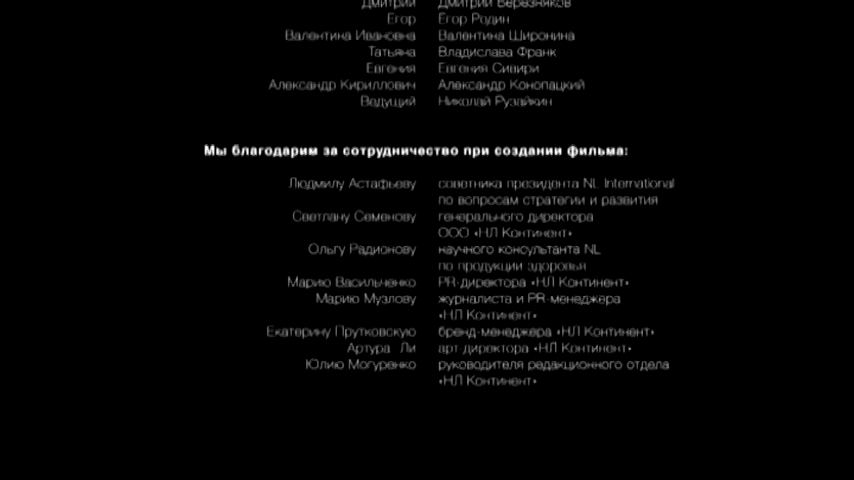 Дмитрий Дмитрий Березняков
Егор Егор Родин
Валентина Ивановна Валентина Широнина
Татьяна Владислава Франк
Евгения Евгения Сивири
Александр Кириллович Александр Конопацкий
Ведущий Николай Рузайкин
Мы благодарим за сотрудничество при создании фильма:
Людмилу Астафьеву советника президента NL International
по вопросам стратегии и развития
Светлану Семенову генерального директора
ООО «НЛ Континент»
Ольгу Радионову научного консультанта NL
по продукции здоровья
Марию Васильченко PR-директора «НЛ Континент»
Марию Музлову журналиста и PR-менеджера
«НЛ Континент»
Екатерину Прутковскую бренд-менеджера «НЛ Континент»
Артура Ли арт-директора «НЛ Континент»
Юлию Могуренко руководителя редакционного отдела
«НЛ Континент»